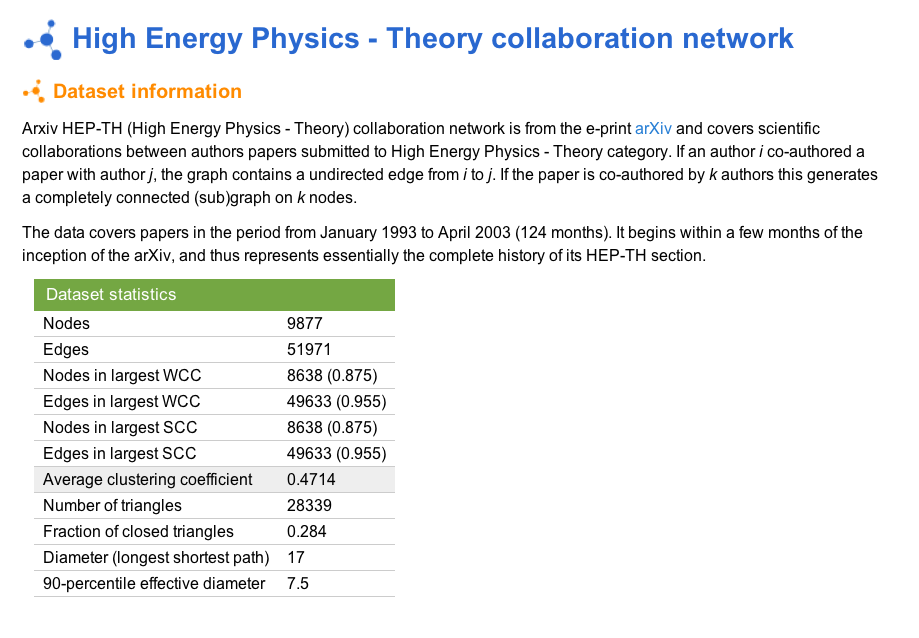 High Energy Physics - Theory collaboration network
Dataset information
Arxiv HEP-TH (High Energy Physics - Theory) collaboration network is from the e-print arXiv and covers scientific
collaborations between authors papers submitted to High Energy Physics - Theory category. If an author i co-authored a
paper with author j, the graph contains a undirected edge from i to j. If the paper is co-authored by k authors this generates
a completely connected (sub)graph on k nodes.
The data covers papers in the period from January 1993 to April 2003 (124 months). It begins within a few months of the
inception of the arXiv, and thus represents essentially the complete history of its HEP-TH section.
Dataset statistics
Nodes 9877
Edges 51971
Nodes in largest WCC 8638 (0.875)
Edges in largest WCC 49633 (0.955)
Nodes in largest SCC 8638 (0.875)
Edges in largest SCC 49633 (0.955)
Average clustering coefficient 0.4714
Number of triangles 28339
Fraction of closed triangles 0.284
Diameter (longest shortest path) 17
90-percentile effective diameter 7.5